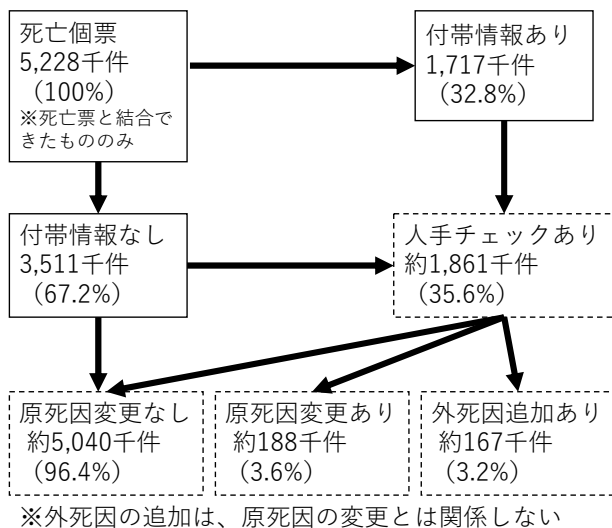 死亡個票
5,228千件
(100%)
※死亡票と結合で
きたもののみ
付帯情報あり
1,717千件
(32.8%)
付帯情報なし
3,511千件
(67.2%)
人手チェックあり
約1,861千件
(35.6%)
原死因変更なし
約5,040千件
(96.4%)
原死因変更あり
約188千件
(3.6%)
外死因追加あり
約167千件
(3.2%)
※外死因の追加は、原死因の変更とは関係しない